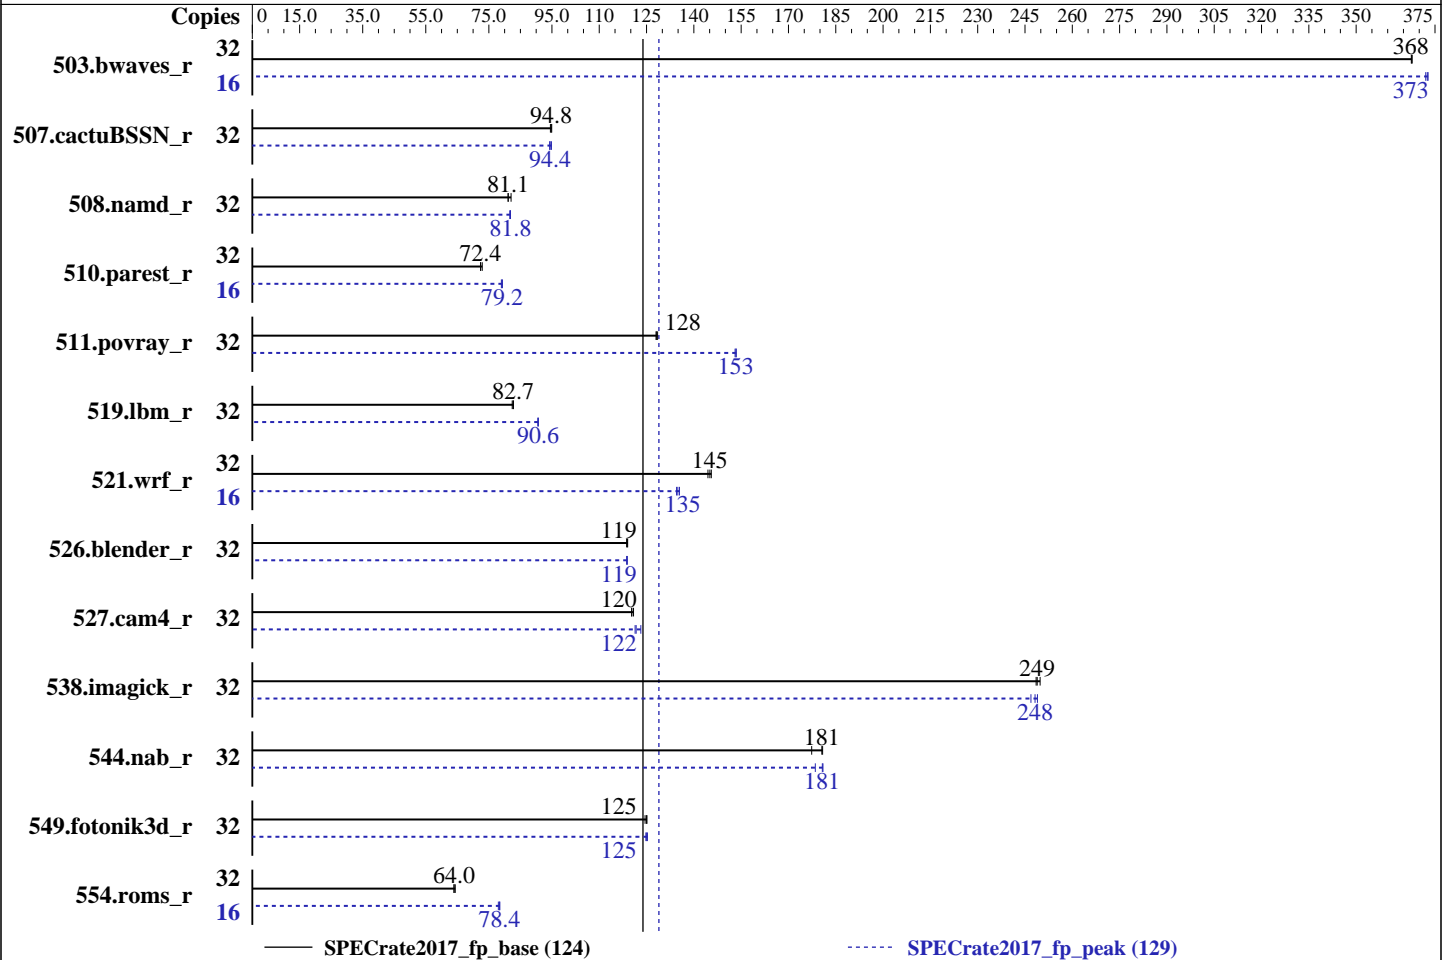 Copies 0 15.0 35.0 55.0 75.0 95.0 110 125 140 155 170 185 200 215 230 245 260 275 290 305 320 335 350 375
503.bwaves_r 32 368
16 373
507.cactuBSSN_r 32 94.8
94.4
508.namd_r 32 81.1
81.8
510.parest_r 32 72.4
16 79.2
511.povray_r 32 128
153
519.lbm_r 32 82.7
90.6
521.wrf_r 32 145
16 135
526.blender_r 32 119
119
527.cam4_r 32 120
122
538.imagick_r 32 249
248
544.nab_r 32 181
181
549.fotonik3d_r 32 125
125
554.roms_r 32 64.0
16 78.4
SPECrate2017_fp_base (124) SPECrate2017_fp_peak (129)